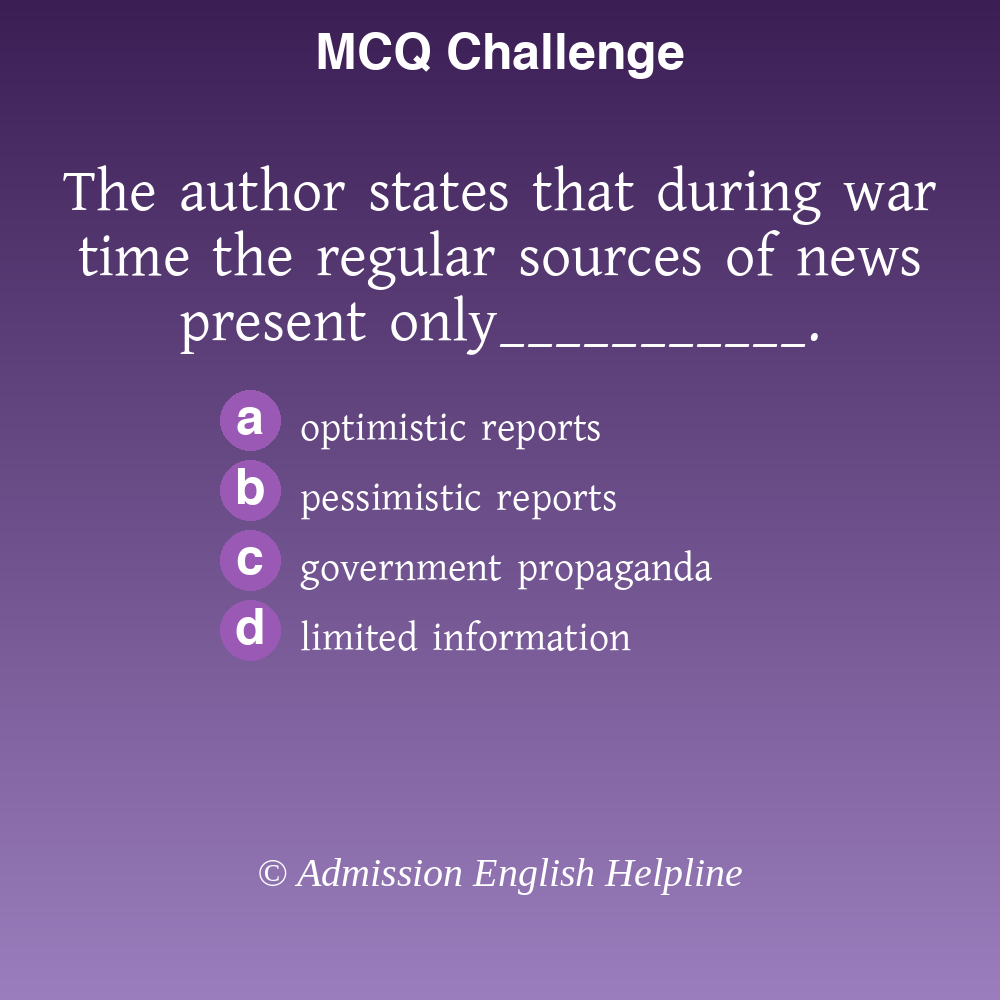 MCQ Challenge
The author states that during war
time the regular sources of news
present only___________.
a optimistic reports
b pessimistic reports
c government propaganda
d limited information
© Admission English Helpline